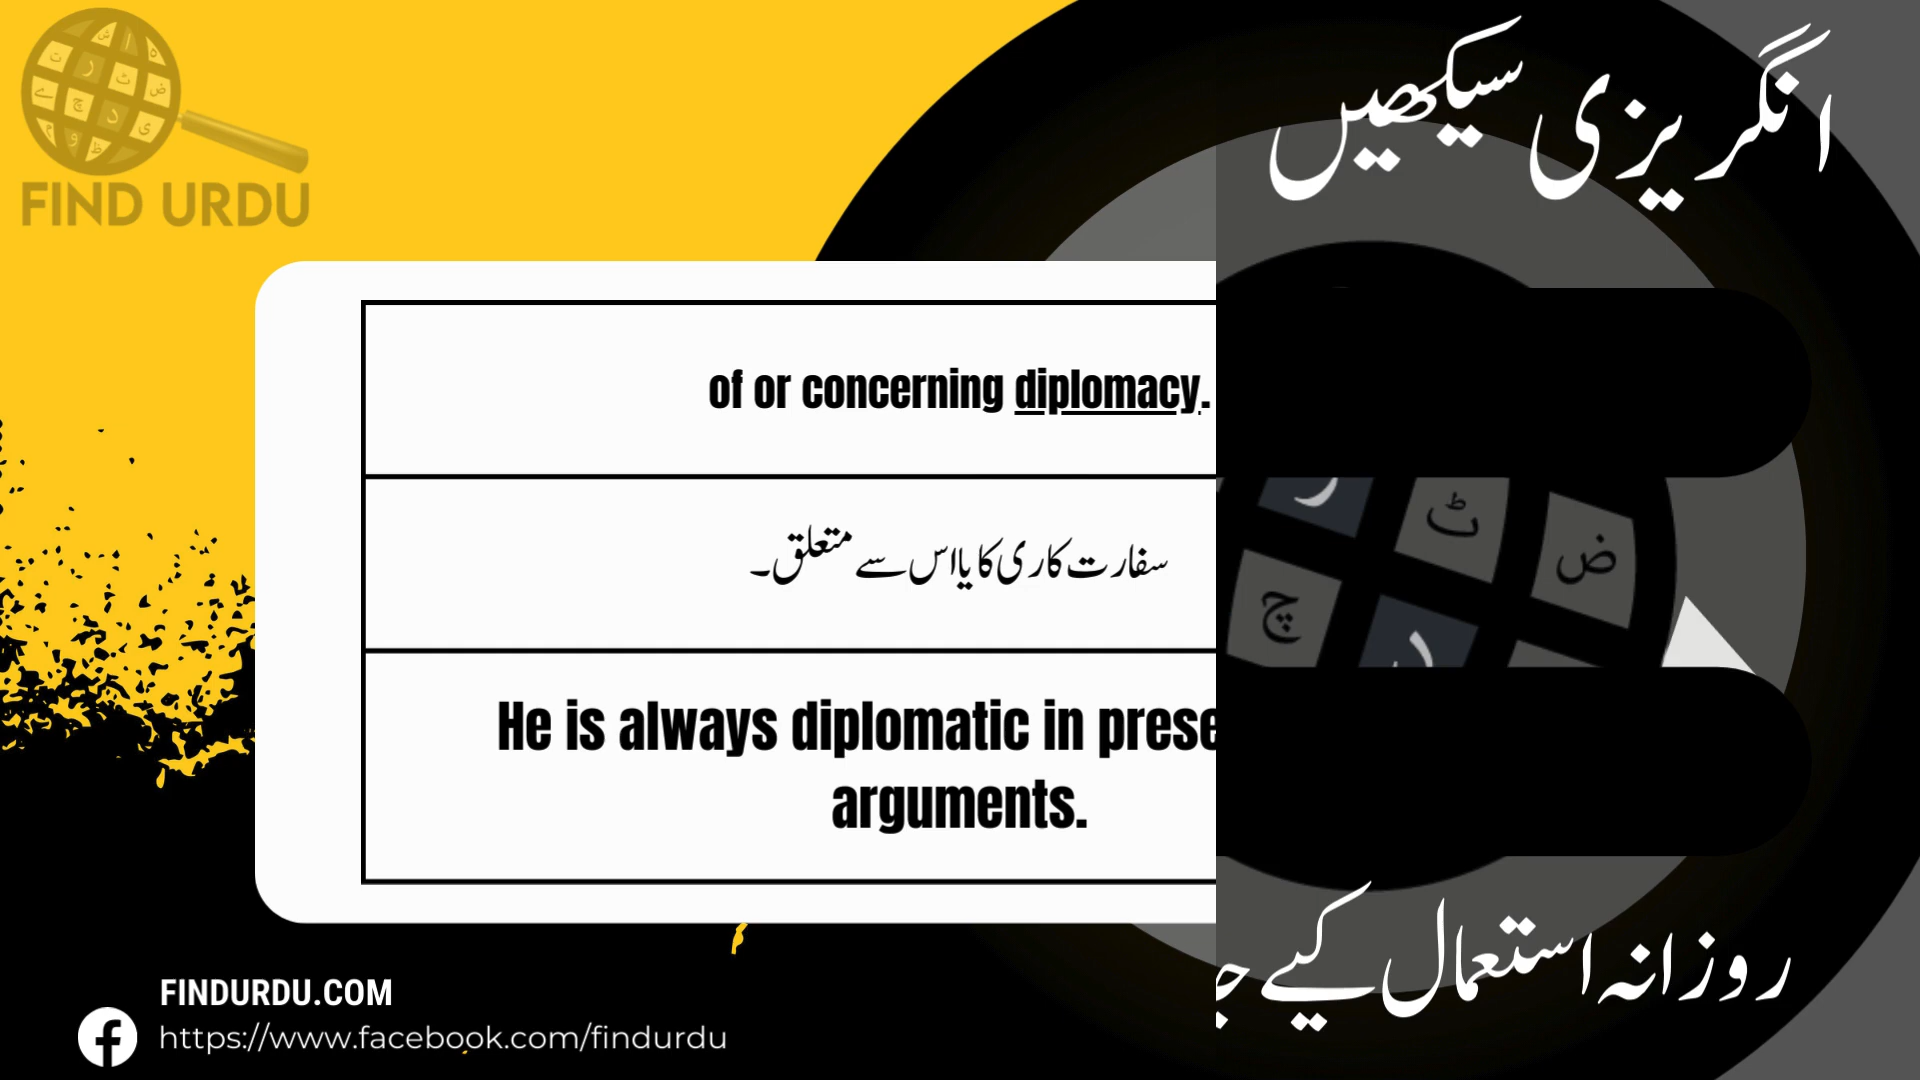 FIND URDU
انگریزی سیکھیں
of or concerning diplomacy.
سفارت کاری کا یا اس سے متعلق۔
He is always diplomatic in
arguments.
روزانہ استعمال کیے
FINDURDU.COM
https://www.facebook.com/findurdu